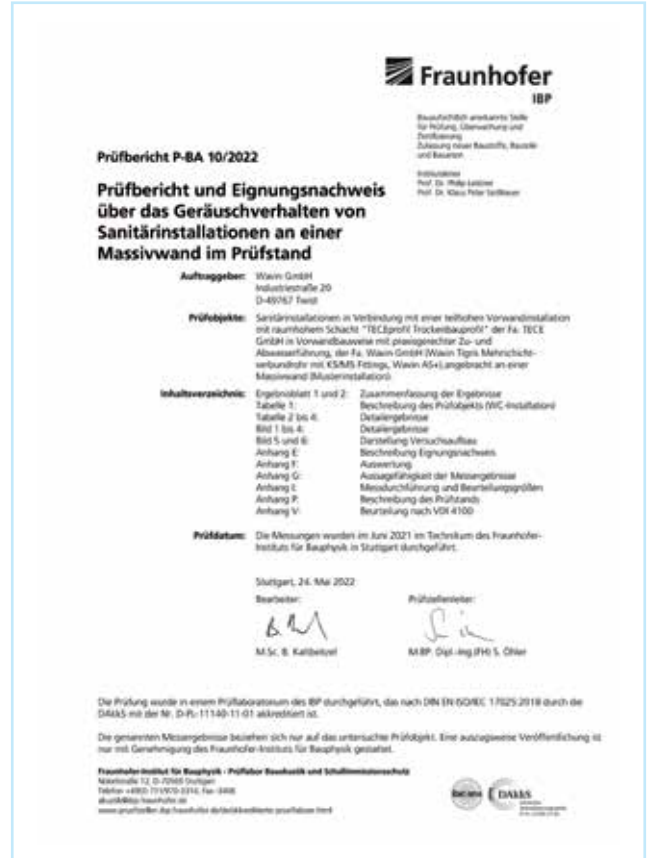 Fraunhofer
IBP
Bauaufsichtlich anerkannte Stelle
für Prüfung, Überwachung und
Zertifizierung
Zulassung neuer Baustoffe, Bauteile
und Bauarten
Institutsleiter
Prof. Dr. Philip Leistner
Prof. Dr. Klaus Peter Sedlbauer
Prüfbericht P-BA 10/2022
Prüfbericht und Eignungsnachweis
über das Geräuschverhalten von
Sanitärinstallationen an einer
Massivwand im Prüfstand
Auftraggeber: Wavin GmbH
Industriestraße 20
D-49767 Twist
Prüfobjekte: Sanitärinstallationen in Verbindung mit einer teilhohen Vorwandinstallation
mit raumhohem Schacht "TECEprofil Trockenbauprofil" der Fa. TECE
GmbH in Vorwandbauweise mit praxisgerechter Zu- und
Abwasserführung, der Fa. Wavin GmbH (Wavin Tigris Mehrschicht-
verbundrohr mit K5/M5 Fittings, Wavin AS+) angebracht an einer
Massivwand (Musterinstallation).
Inhaltsverzeichnis: Ergebnisblatt 1 und 2: Zusammenfassung der Ergebnisse
Tabelle 1: Beschreibung des Prüfobjekts (WC-Installation)
Tabelle 2 bis 4: Detailergebnisse
Bild 1 bis 4: Detailergebnisse
Bild 5 und 6: Darstellung Versuchsaufbau
Anhang E: Beschreibung Eignungsnachweis
Anhang F: Auswertung
Anhang G: Aussagefähigkeit der Messergebnisse
Anhang I: Messdurchführung und Beurteilungsgrößen
Anhang P: Beschreibung des Prüfstands
Anhang V: Beurteilung nach VDI 4100
Prüfdatum: Die Messungen wurden im Juni 2021 im Technikum des Fraunhofer-
Instituts für Bauphysik in Stuttgart durchgeführt.
Stuttgart, 24. Mai 2022
Bearbeiter: Prüfstellenleiter:
M.Sc. B. Kaltbeitzel M.BP. Dipl.-Ing.(FH) S. Öhler
Die Prüfung wurde in einem Prüflaboratorium des IBP durchgeführt, das nach DIN EN ISO/IEC 17025:2018 durch die
DAkkS mit der Nr. D-PL-11140-11-01 akkreditiert ist.
Die genannten Messergebnisse beziehen sich nur auf das untersuchte Prüfobjekt. Eine auszugsweise Veröffentlichung ist
nur mit Genehmigung des Fraunhofer-Instituts für Bauphysik gestattet.
Fraunhofer-Institut für Bauphysik - Prüflabor Bauakustik und Schallimmissionsschutz
Nobelstraße 12, D-70569 Stuttgart
DAkkS